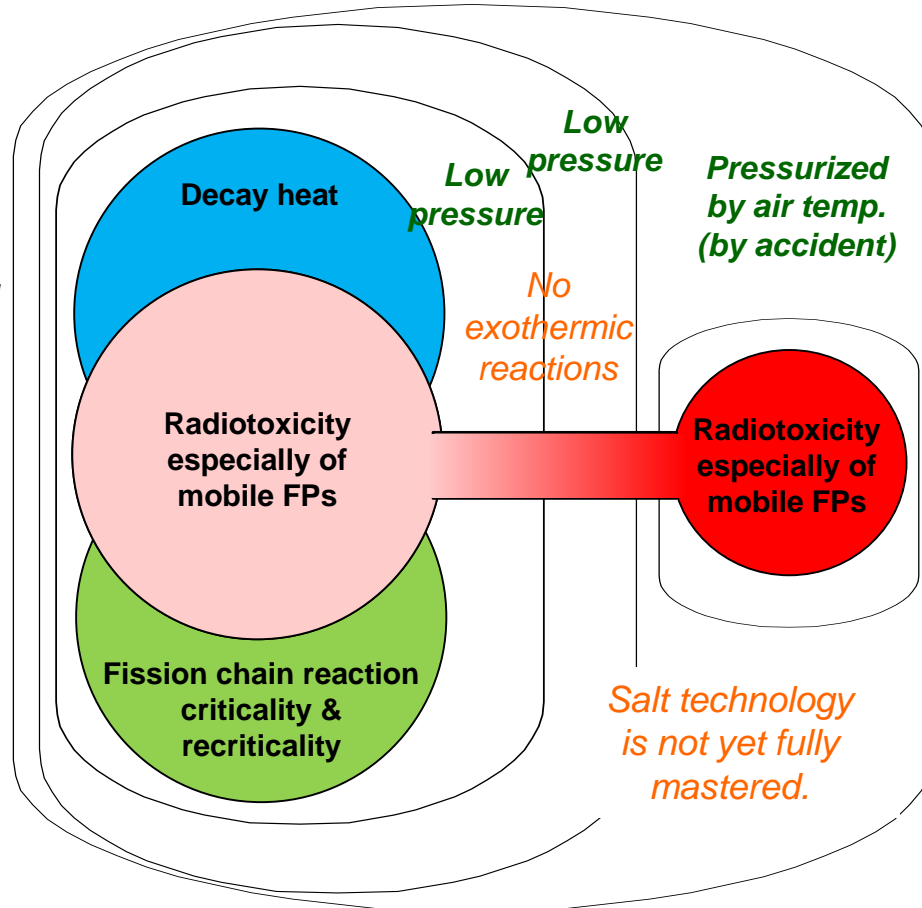 Low
pressure
Decay heat
Low
pressure
Pressurized
by air temp.
(by accident)
No
exothermic
reactions
Radiotoxicity
especially of
mobile FPs
Radiotoxicity
especially of
mobile FPs
Fission chain reaction
criticality &
recriticality
Salt technology
is not yet fully
mastered.